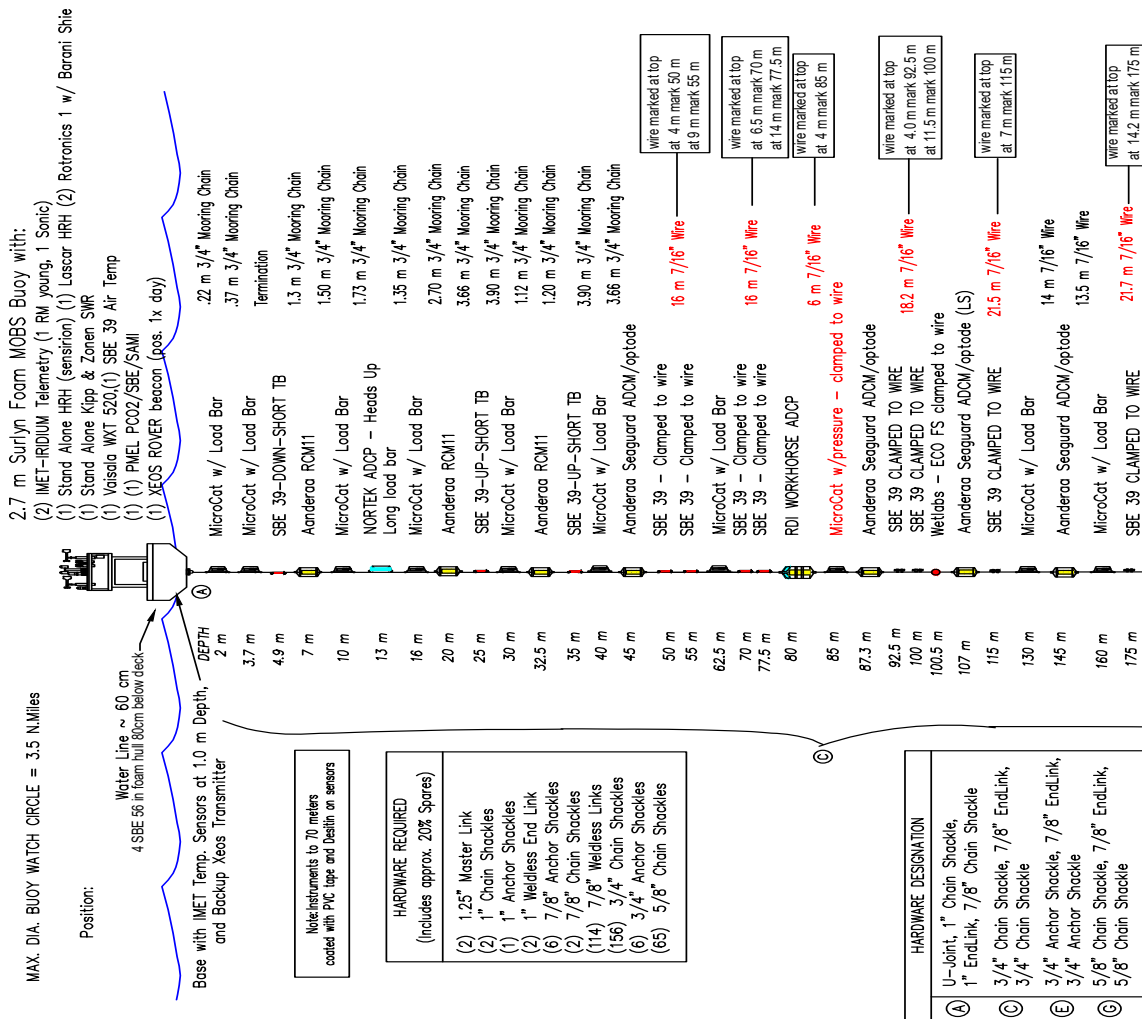 2.7 m Surlyn Foam MOBS Buoy with:
(2) IMET-IRIDIUM Telemetry (1 RM young, 1 Sonic)
(1) Stand Alone HRH (sensirion) (1) Lascar HRH (2) Rotronics 1 w/ Barani Shie
(1) Stand Alone Kipp & Zonen SWR
(1) Vaisala WXT 520,(1) SBE 39 Air Temp
(1) (1) PMEL PCO2/SBE/SAMI
(1) XEOS ROVER beacon (pos. 1x day)
MAX. DIA. BUOY WATCH CIRCLE = 3.5 N.Miles
Position:
Water Line ~ 60 cm
4 SBE 56 in foam hull 80cm below deck
Base with IMET Temp. Sensors at 1.0 m Depth,
and Backup Xeos Transmitter
A
DEPTH
2 m
3.7 m
4.9 m
7 m
10 m
13 m
16 m
20 m
25 m
30 m
32.5 m
35 m
40 m
45 m
50 m
55 m
62.5 m
70 m
77.5 m
80 m
85 m
87.3 m
92.5 m
100 m
100.5 m
107 m
115 m
130 m
145 m
160 m
175 m
MicroCat w/ Load Bar
MicroCat w/ Load Bar
SBE 39-DOWN-SHORT TB
Aanderaa RCM11
MicroCat w/ Load Bar
NORTEK ADCP - Heads Up
Long load bar
MicroCat w/ Load Bar
Aanderaa RCM11
SBE 39-UP-SHORT TB
MicroCat w/ Load Bar
Aanderaa RCM11
SBE 39-UP-SHORT TB
MicroCat w/ Load Bar
Aanderaa Seaguard ADCM/optode
SBE 39 - Clamped to wire
SBE 39 - Clamped to wire
MicroCat w/ Load Bar
SBE 39 - Clamped to wire
SBE 39 - Clamped to wire
RDI WORKHORSE ADCP
MicroCat w/pressure - clamped to wire
Aanderaa Seaguard ADCM/optode
SBE 39 CLAMPED TO WIRE
SBE 39 CLAMPED TO WIRE
Wetlabs - ECO FS clamped to wire
Aanderaa Seaguard ADCM/optode (LS)
SBE 39 CLAMPED TO WIRE
MicroCat w/ Load Bar
Aanderaa Seaguard ADCM/optode
MicroCat w/ Load Bar
SBE 39 CLAMPED TO WIRE
.22 m 3/4" Mooring Chain
.37 m 3/4" Mooring Chain
Termination
1.3 m 3/4" Mooring Chain
1.50 m 3/4" Mooring Chain
1.73 m 3/4" Mooring Chain
1.35 m 3/4" Mooring Chain
2.70 m 3/4" Mooring Chain
3.66 m 3/4" Mooring Chain
3.90 m 3/4" Mooring Chain
1.12 m 3/4" Mooring Chain
1.20 m 3/4" Mooring Chain
3.90 m 3/4" Mooring Chain
3.66 m 3/4" Mooring Chain
16 m 7/16" Wire
16 m 7/16" Wire
6 m 7/16" Wire
18.2 m 7/16" Wire
21.5 m 7/16" Wire
14 m 7/16" Wire
13.5 m 7/16" Wire
21.7 m 7/16" Wire
wire marked at top
at 4 m mark 50 m
at 9 m mark 55 m
wire marked at top
at 6.5 m mark 70 m
at 14 m mark 77.5 m
wire marked at top
at 4 m mark 85 m
wire marked at top
at 4.0 m mark 92.5 m
at 11.5 m mark 100 m
wire marked at top
at 7 m mark 115 m
wire marked at top
at 14.2 m mark 175 m
Note:Instruments to 70 meters
coated with PVC tape and Desitin on sensors
HARDWARE REQUIRED
(Includes approx. 20% Spares)
(2) 1.25" Master Link
(2) 1" Chain Shackles
(1) 1" Anchor Shackles
(2) 1" Weldless End Link
(6) 7/8" Anchor Shackles
(2) 7/8" Chain Shackles
(114) 7/8" Weldless Links
(156) 3/4" Chain Shackles
(6) 3/4" Anchor Shackles
(65) 5/8" Chain Shackles
C
HARDWARE DESIGNATION
A U-Joint, 1" Chain Shackle,
1" EndLink, 7/8" Chain Shackle
C 3/4" Chain Shackle, 7/8" EndLink,
3/4" Chain Shackle
E 3/4" Anchor Shackle, 7/8" EndLink,
3/4" Anchor Shackle
G 5/8" Chain Shackle, 7/8" EndLink,
5/8" Chain Shackle